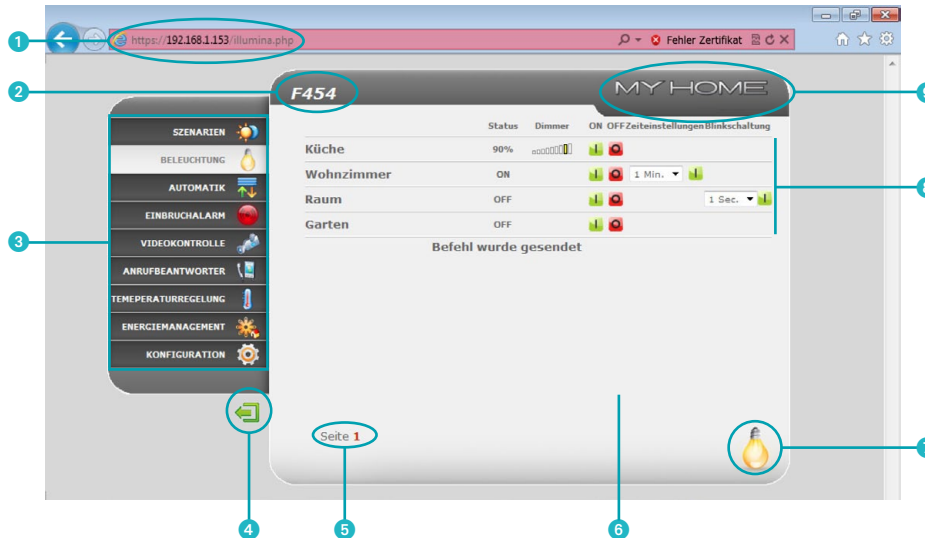 https://192.168.1.153/illumina.php
Fehler Zertifikat
1
2
F454
MY HOME
Status Dimmer ON OFF Zeiteinstellungen Blinkschaltung
Küche 90%
Wohnzimmer ON 1 Min.
Raum OFF 1 Sec.
Garten OFF
Befehl wurde gesendet
3
SZENARIEN
BELEUCHTUNG
AUTOMATIK
EINBRUCHALARM
VIDEOKONTROLLE
ANRUFBEANTWORTER
TEMEPERATURREGELUNG
ENERGIEMANAGEMENT
KONFIGURATION
Seite 1
4
5
6